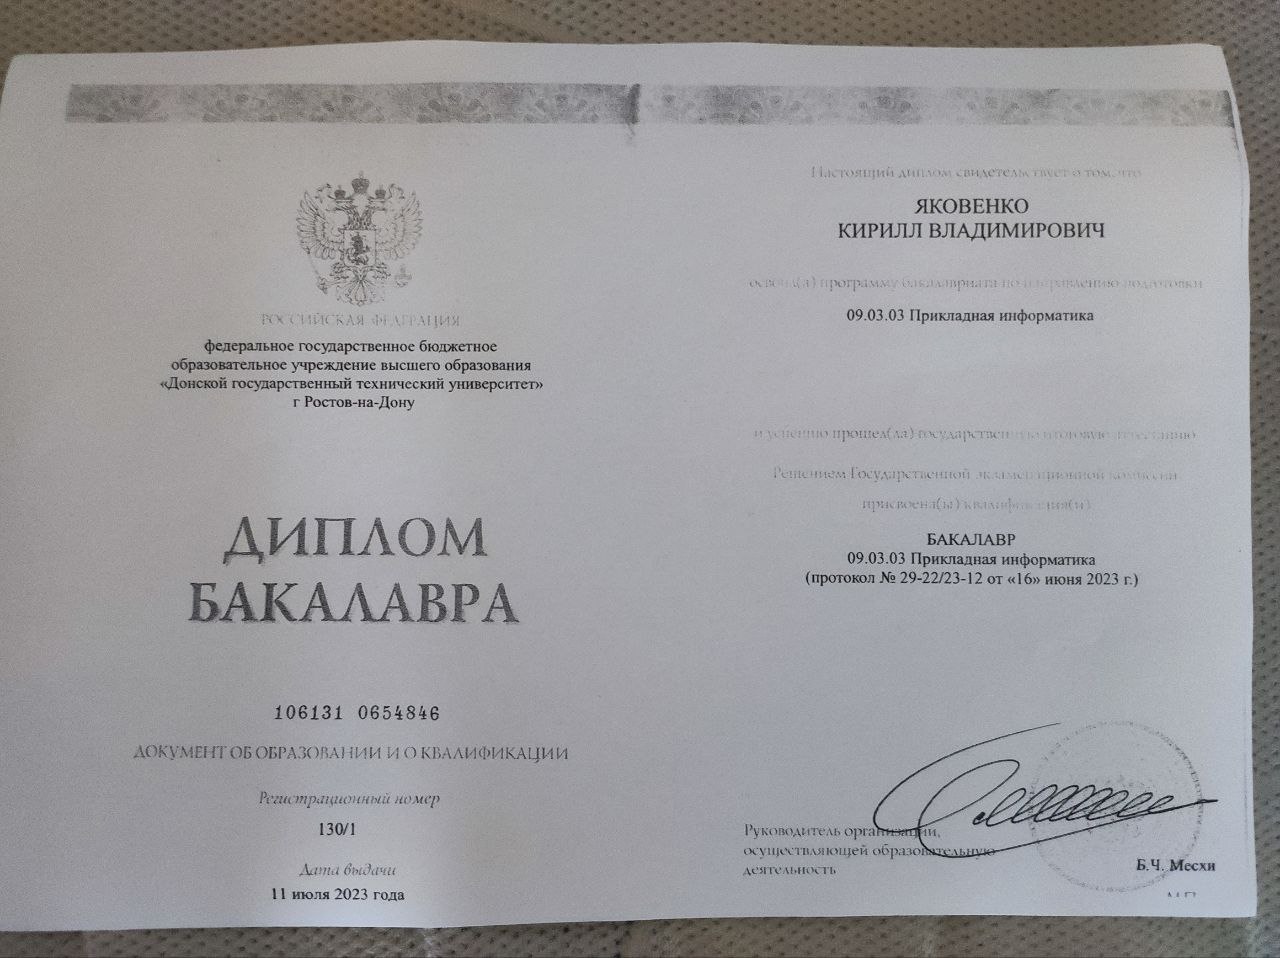 РОССИЙСКАЯ ФЕДЕРАЦИЯ
федеральное государственное бюджетное
образовательное учреждение высшего образования
«Донской государственный технический университет»
г Ростов-на-Дону
ДИПЛОМ
БАКАЛАВРА
106131 0654846
ДОКУМЕНТ ОБ ОБРАЗОВАНИИ И О КВАЛИФИКАЦИИ
Регистрационный номер
130/1
Дата выдачи
11 июля 2023 года
Настоящий диплом свидетельствует о том, что
ЯКОВЕНКО
КИРИЛЛ ВЛАДИМИРОВИЧ
освоил(а) программу бакалавриата по направлению подготовки
09.03.03 Прикладная информатика
и успешно прошел(ла) государственную итоговую аттестацию
Решением Государственной экзаменационной комиссии
присвоена(ы) квалификация(и)
БАКАЛАВР
09.03.03 Прикладная информатика
(протокол № 29-22/23-12 от «16» июня 2023 г.)
Руководитель организации,
осуществляющей образовательную
деятельность
Б.Ч. Месхи
М.П.